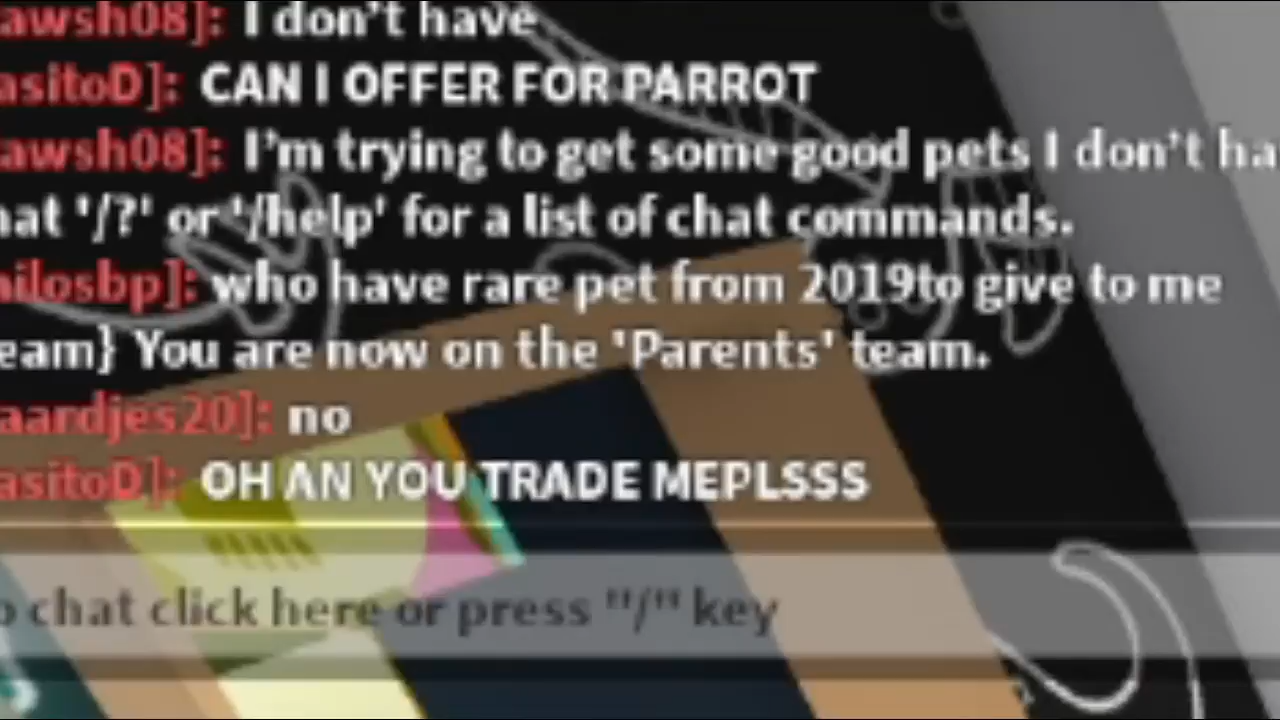 awsh08]: I don't have
asitoD]: CAN I OFFER FOR PARROT
awsh08]: I'm trying to get some good pets I don't ha
hat '/?' or '/help' for a list of chat commands.
ilosbp]: who have rare pet from 2019to give to me
eam} You are now on the 'Parents' team.
aardjes20]: no
asitoD]: OH AN YOU TRADE MEPLSSS
o chat click here or press "/" key